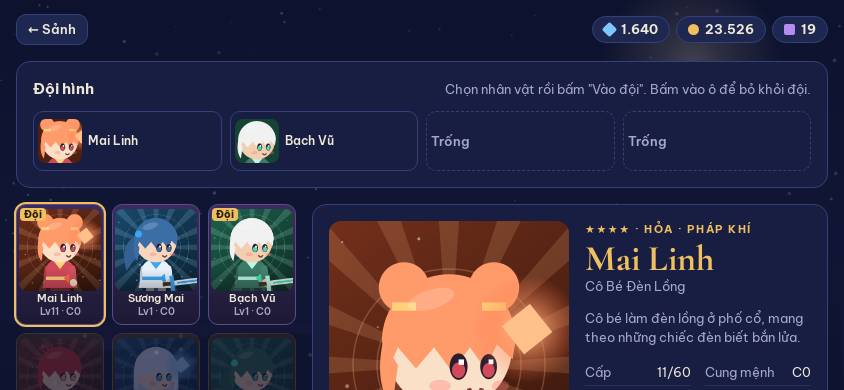 ← Sảnh
1.640
23.526
19
Đội hình
Chọn nhân vật rồi bấm "Vào đội". Bấm vào ô để bỏ khỏi đội.
Mai Linh
Bạch Vũ
Trống
Trống
Đội
Mai Linh
Lv11 · C0
Sương Mai
Lv1 · C0
Đội
Bạch Vũ
Lv1 · C0
★★★★ · HỎA · PHÁP KHÍ
Mai Linh
Cô Bé Đèn Lồng
Cô bé làm đèn lồng ở phố cổ, mang
theo những chiếc đèn biết bắn lửa.
Cấp 11/60 Cung mệnh C0